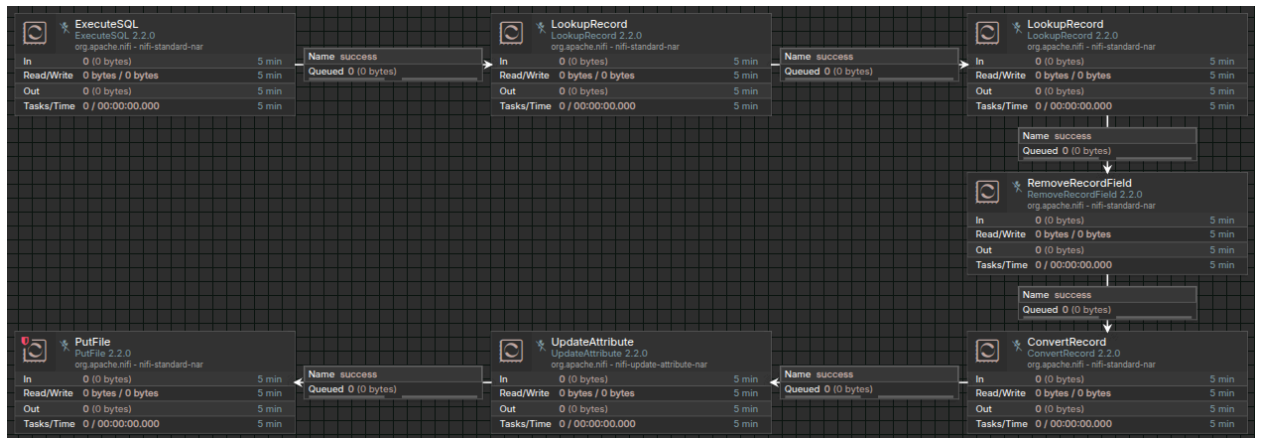 ExecuteSQL
ExecuteSQL 2.2.0
org.apache.nifi - nifi-standard-nar
In 0 (0 bytes) 5 min
Read/Write 0 bytes / 0 bytes 5 min
Out 0 (0 bytes) 5 min
Tasks/Time 0 / 00:00:00.000 5 min
Name success
Queued 0 (0 bytes)
LookupRecord
LookupRecord 2.2.0
org.apache.nifi - nifi-standard-nar
In 0 (0 bytes) 5 min
Read/Write 0 bytes / 0 bytes 5 min
Out 0 (0 bytes) 5 min
Tasks/Time 0 / 00:00:00.000 5 min
Name success
Queued 0 (0 bytes)
LookupRecord
LookupRecord 2.2.0
org.apache.nifi - nifi-standard-nar
In 0 (0 bytes) 5 min
Read/Write 0 bytes / 0 bytes 5 min
Out 0 (0 bytes) 5 min
Tasks/Time 0 / 00:00:00.000 5 min
Name success
Queued 0 (0 bytes)
RemoveRecordField
RemoveRecordField 2.2.0
org.apache.nifi - nifi-standard-nar
In 0 (0 bytes) 5 min
Read/Write 0 bytes / 0 bytes 5 min
Out 0 (0 bytes) 5 min
Tasks/Time 0 / 00:00:00.000 5 min
Name success
Queued 0 (0 bytes)
PutFile
PutFile 2.2.0
org.apache.nifi - nifi-standard-nar
In 0 (0 bytes) 5 min
Read/Write 0 bytes / 0 bytes 5 min
Out 0 (0 bytes) 5 min
Tasks/Time 0 / 00:00:00.000 5 min
Name success
Queued 0 (0 bytes)
UpdateAttribute
UpdateAttribute 2.2.0
org.apache.nifi - nifi-update-attribute-nar
In 0 (0 bytes) 5 min
Read/Write 0 bytes / 0 bytes 5 min
Out 0 (0 bytes) 5 min
Tasks/Time 0 / 00:00:00.000 5 min
Name success
Queued 0 (0 bytes)
ConvertRecord
ConvertRecord 2.2.0
org.apache.nifi - nifi-standard-nar
In 0 (0 bytes) 5 min
Read/Write 0 bytes / 0 bytes 5 min
Out 0 (0 bytes) 5 min
Tasks/Time 0 / 00:00:00.000 5 min